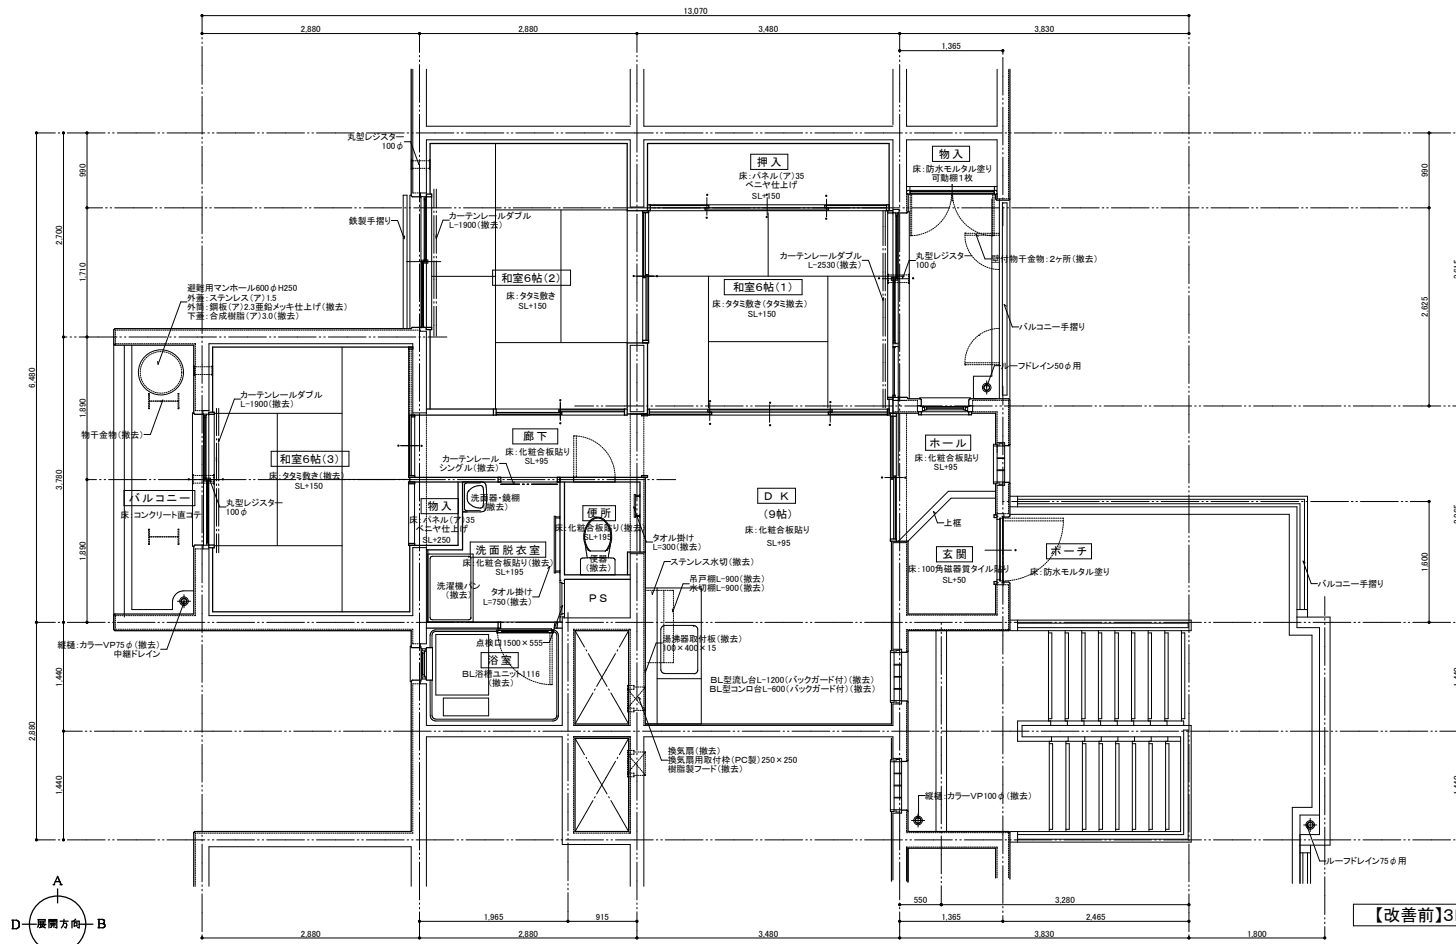 13,070
2,880
2,880
3,480
3,830
1,365
990
2,700
1,710
6,480
1,890
3,780
1,890
1,440
2,880
1,440
990
2,625
1,600
丸型レジスター
100φ
鉄製手摺り
カーテンレールダブル
L-1900(撤去)
和室6帖(2)
床:タタミ敷き
SL+150
押入
床:パネル(ア)35
ベニヤ仕上げ
SL+150
物入
床:防水モルタル塗り
可動棚1枚
カーテンレールダブル
L-2530(撤去)
丸型レジスター
100φ
壁付物干金物:2ヶ所(撤去)
和室6帖(1)
床:タタミ敷き(タタミ撤去)
SL+150
バルコニー手摺り
ルーフドレイン50φ用
避難用マンホール600φH250
外蓋:ステンレス(ア)1.5
外筒:鋼板(ア)2.3亜鉛メッキ仕上げ(撤去)
下蓋:合成樹脂(ア)3.0(撤去)
カーテンレールダブル
L-1900(撤去)
物干金物(撤去)
和室6帖(3)
床:タタミ敷き(撤去)
SL+150
バルコニー
床:コンクリート直コテ
丸型レジスター
100φ
廊下
床:化粧合板貼り
SL+95
カーテンレール
シングル(撤去)
ホール
床:化粧合板貼り
SL+95
DK
(9帖)
床:化粧合板貼り
SL+95
物入
床:パネル(ア)35
ベニヤ仕上げ
SL+250
洗面器・鏡棚
(撤去)
便所
床:化粧合板貼り(撤去)
SL+195
便器
(撤去)
タオル掛け
L=300(撤去)
洗面脱衣室
床:化粧合板貼り(撤去)
SL+195
洗濯機パン
(撤去)
タオル掛け
L=750(撤去)
ステンレス水切(撤去)
吊戸棚L-900(撤去)
水切棚L-900(撤去)
PS
上框
玄関
床:100角磁器質タイル貼り
SL+50
ポーチ
床:防水モルタル塗り
バルコニー手摺り
縦樋:カラーVP75φ(撤去)
中継ドレイン
点検口1500×555
浴室
BL浴槽ユニット1116
(撤去)
湯沸器取付板(撤去)
100×400×15
BL型流し台L-1200(バックガード付)(撤去)
BL型コンロ台L-600(バックガード付)(撤去)
換気扇(撤去)
換気扇用取付枠(PC製)250×250
樹脂製フード(撤去)
縦樋:カラーVP100φ(撤去)
ルーフドレイン75φ用
A
D
展開方向
B
1,965
915
550
3,280
1,365
2,465
2,880
2,880
3,480
3,830
1,800
【改善前】3